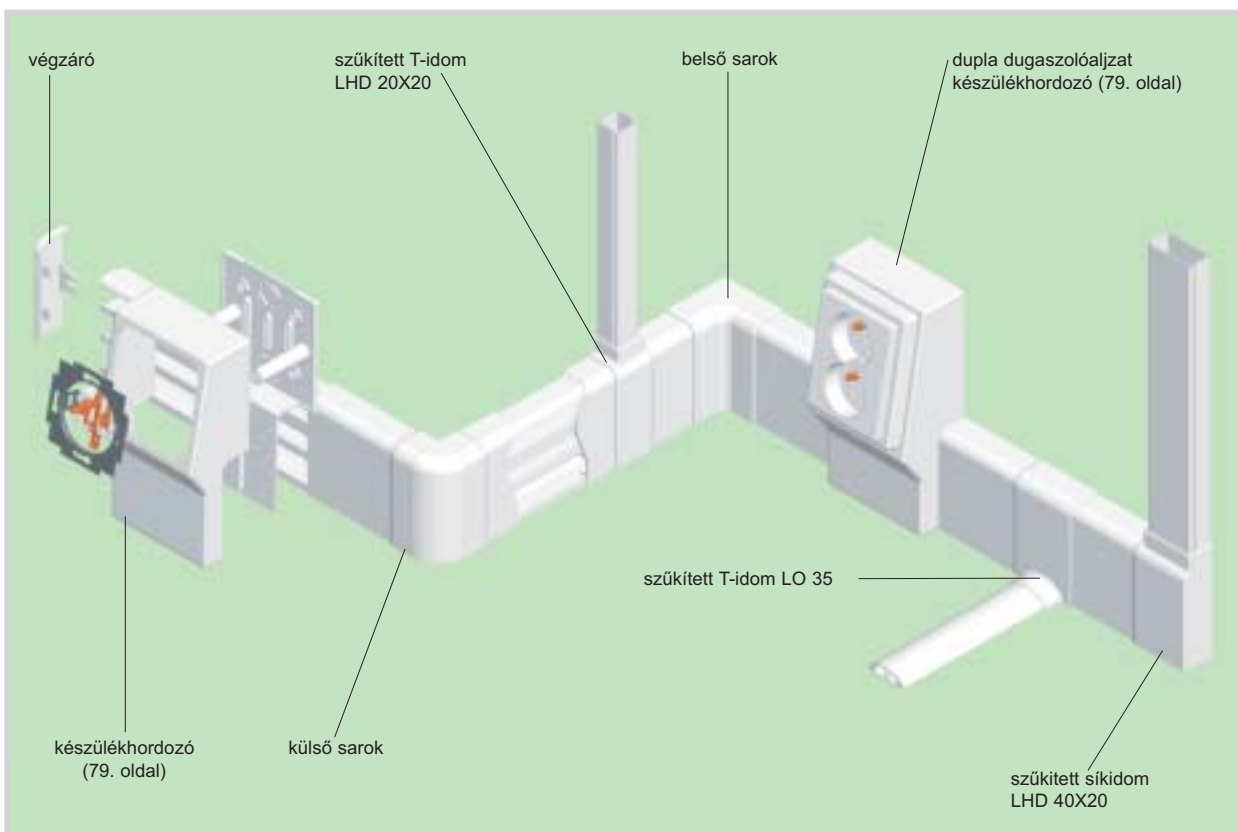 végzáró
szűkített T-idom
LHD 20X20
belső sarok
dupla dugaszolóaljzat
készülékhordozó (79. oldal)
szűkített T-idom LO 35
készülékhordozó
(79. oldal)
külső sarok
szűkitett síkidom
LHD 40X20